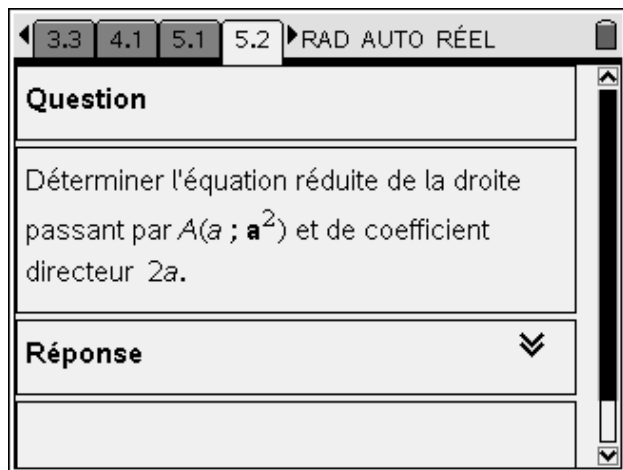 3.3 4.1 5.1 5.2 RAD AUTO RÉEL
Question
Déterminer l'équation réduite de la droite
passant par A(a ; a²) et de coefficient
directeur 2a.
Réponse